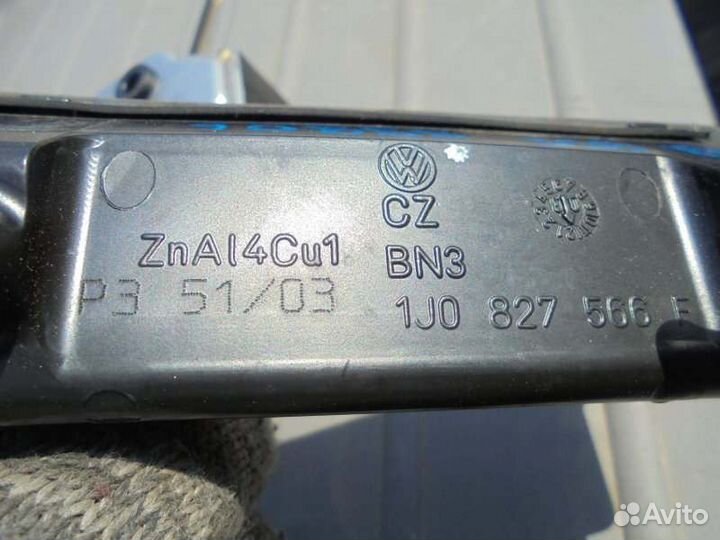 VW
CZ
ZnAl4Cu1
BN3
P3 51/03
1J0 827 566 F
Avito